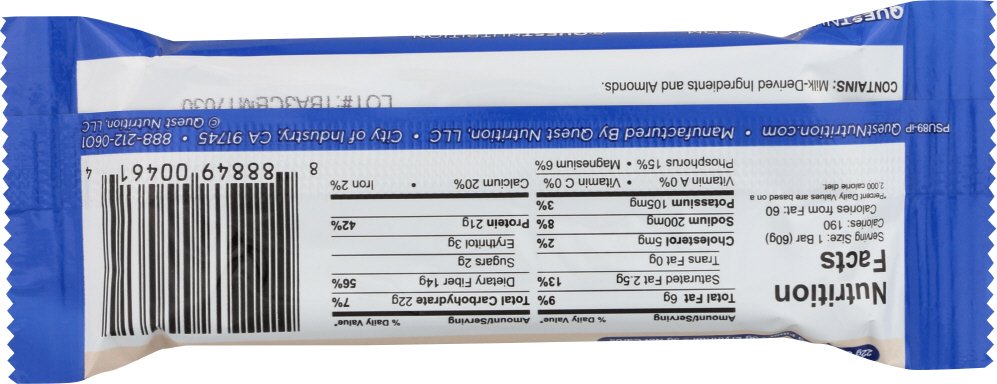 Nutrition
Facts
Serving Size: 1 Bar (60g)
Calories: 190
Calories from Fat: 60
*Percent Daily Values are based on a
2,000 calorie diet.
Amount/Serving % Daily Value*
Total Fat 6g 9%
Saturated Fat 2.5g 13%
Trans Fat 0g
Cholesterol 5mg 2%
Sodium 200mg 8%
Potassium 105mg 3%
Amount/Serving % Daily Value*
Total Carbohydrate 22g 7%
Dietary Fiber 14g 56%
Sugars 2g
Erythritol 3g
Protein 21g 42%
Vitamin A 0% • Vitamin C 0% • Calcium 20% • Iron 2%
Phosphorus 15% • Magnesium 6%
8 88849 00461 4
PSU89-IP QuestNutrition.com • Manufactured By Quest Nutrition, LLC • City of Industry, CA 91745 • 888-212-0601
© Quest Nutrition, LLC
CONTAINS: Milk-Derived Ingredients and Almonds.
LOT#:1BA3CBM17030
QUESTNUTRITION